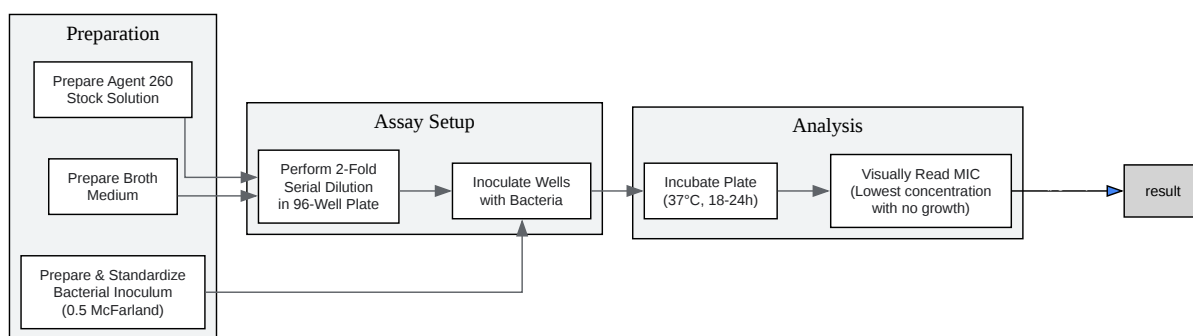 Preparation
Prepare Agent 260
Stock Solution
Prepare Broth
Medium
Prepare & Standardize
Bacterial Inoculum
(0.5 McFarland)
Assay Setup
Perform 2-Fold
Serial Dilution
in 96-Well Plate
Inoculate Wells
with Bacteria
Analysis
Incubate Plate
(37°C, 18-24h)
Visually Read MIC
(Lowest concentration
with no growth)
result